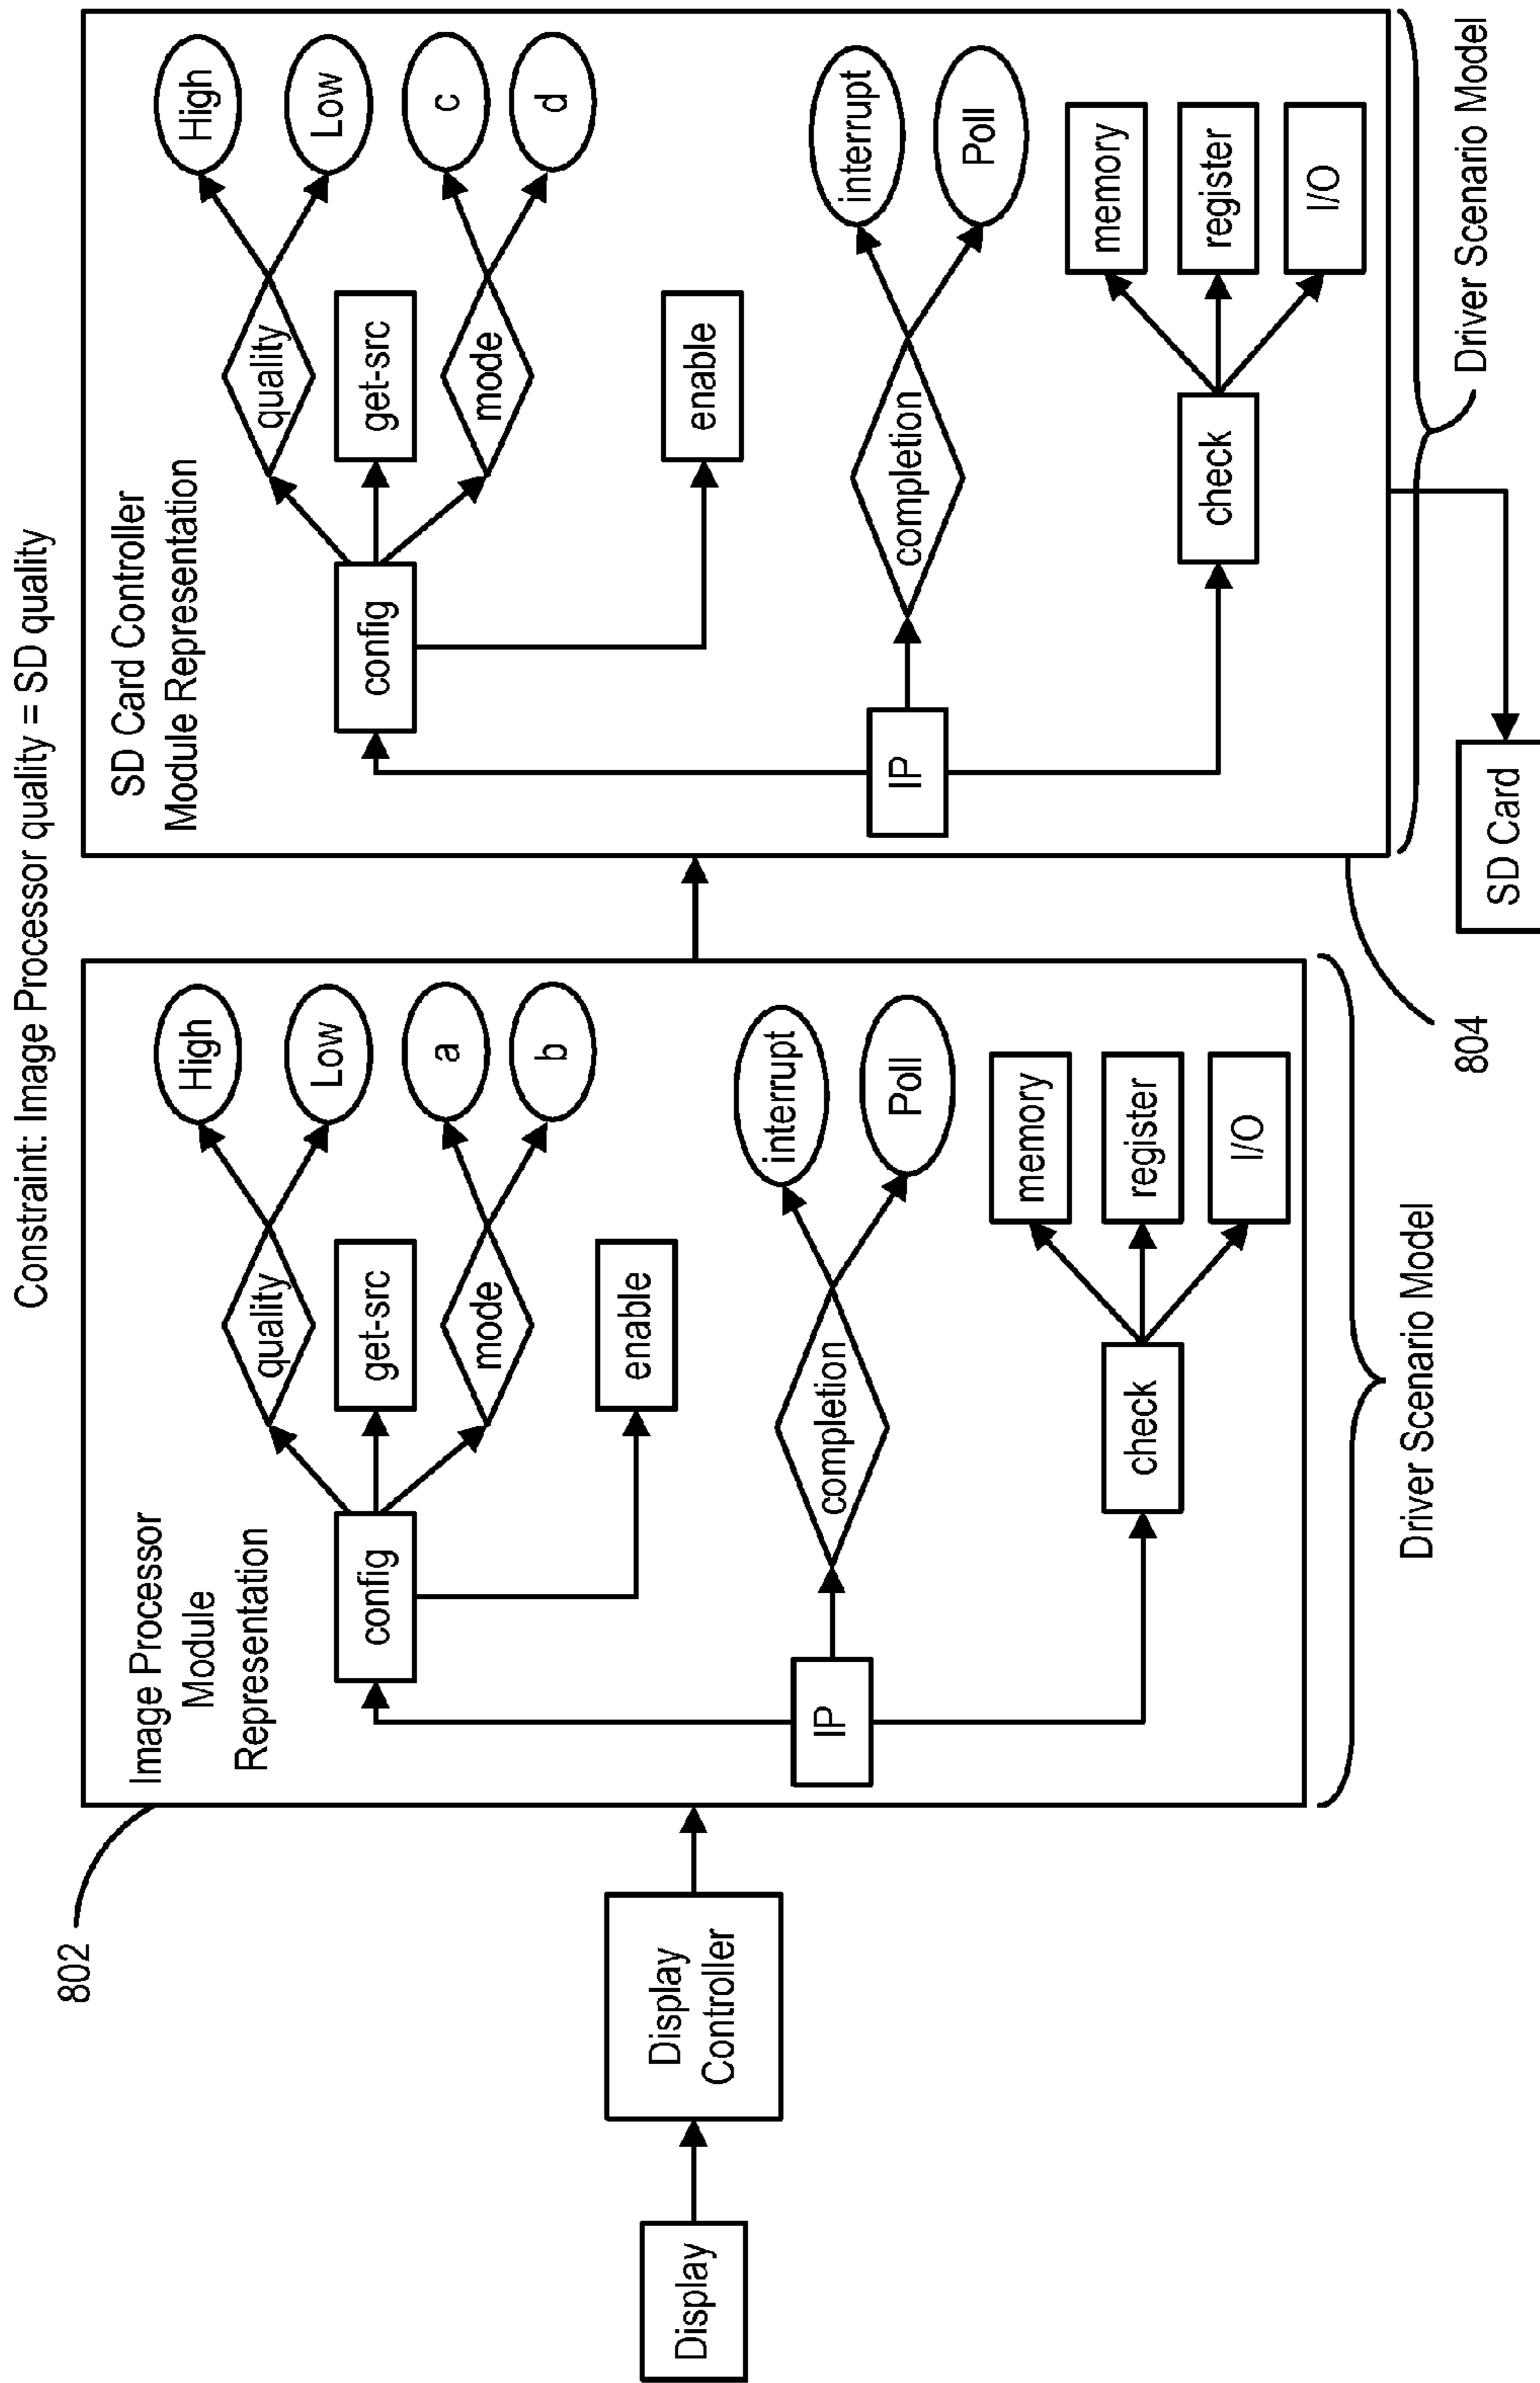 Constraint: Image Processor quality = SD quality
802
Display
Display
Controller
Image Processor
Module
Representation
IP
config
quality
High
Low
get-src
mode
a
b
enable
completion
interrupt
Poll
check
memory
register
I/O
Driver Scenario Model
804
SD Card Controller
Module Representation
IP
config
quality
High
Low
get-src
mode
c
d
enable
completion
interrupt
Poll
check
memory
register
I/O
Driver Scenario Model
SD Card